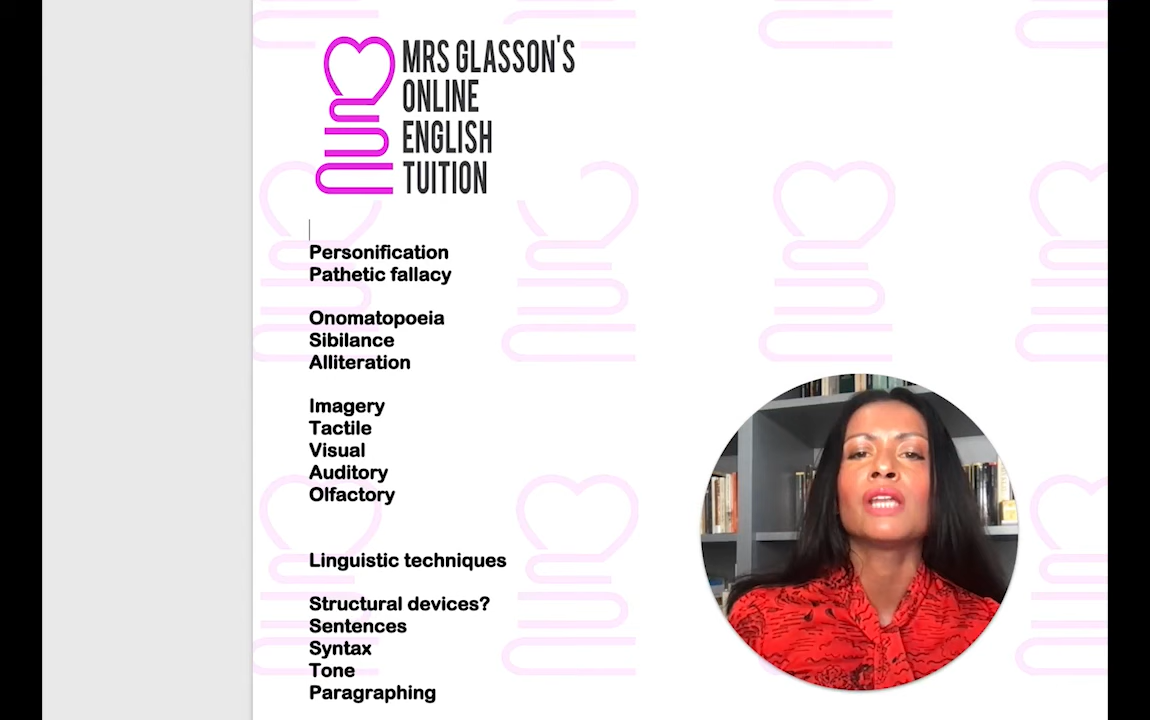 MRS GLASSON'S
ONLINE
ENGLISH
TUITION
Personification
Pathetic fallacy
Onomatopoeia
Sibilance
Alliteration
Imagery
Tactile
Visual
Auditory
Olfactory
Linguistic techniques
Structural devices?
Sentences
Syntax
Tone
Paragraphing